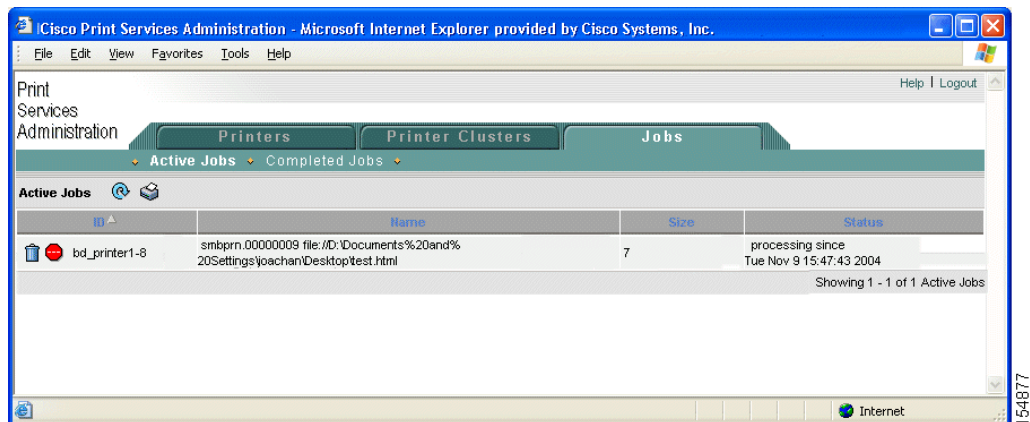 Cisco Print Services Administration - Microsoft Internet Explorer provided by Cisco Systems, Inc.
File Edit View Favorites Tools Help
Print
Services
Administration
Help | Logout
Printers Printer Clusters Jobs
Active Jobs Completed Jobs
Active Jobs
ID Name Size Status
bd_printer1-8
smbprn.00000009 file://D:\Documents%20and%
20Settings\joachan\Desktop\test.html
7
processing since
Tue Nov 9 15:47:43 2004
Showing 1 - 1 of 1 Active Jobs
Internet
154877